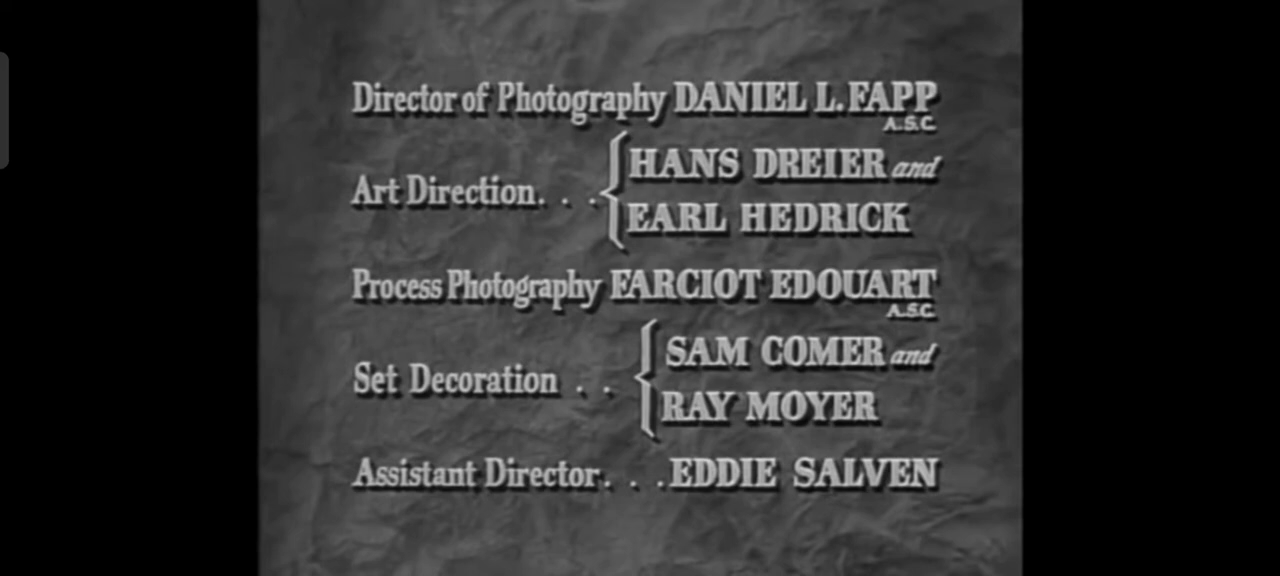 Director of Photography DANIEL L. FAPP
A.S.C.
Art Direction. . . HANS DREIER and
EARL HEDRICK
Process Photography FARCIOT EDOUART
A.S.C.
Set Decoration . . SAM COMER and
RAY MOYER
Assistant Director. . . EDDIE SALVEN